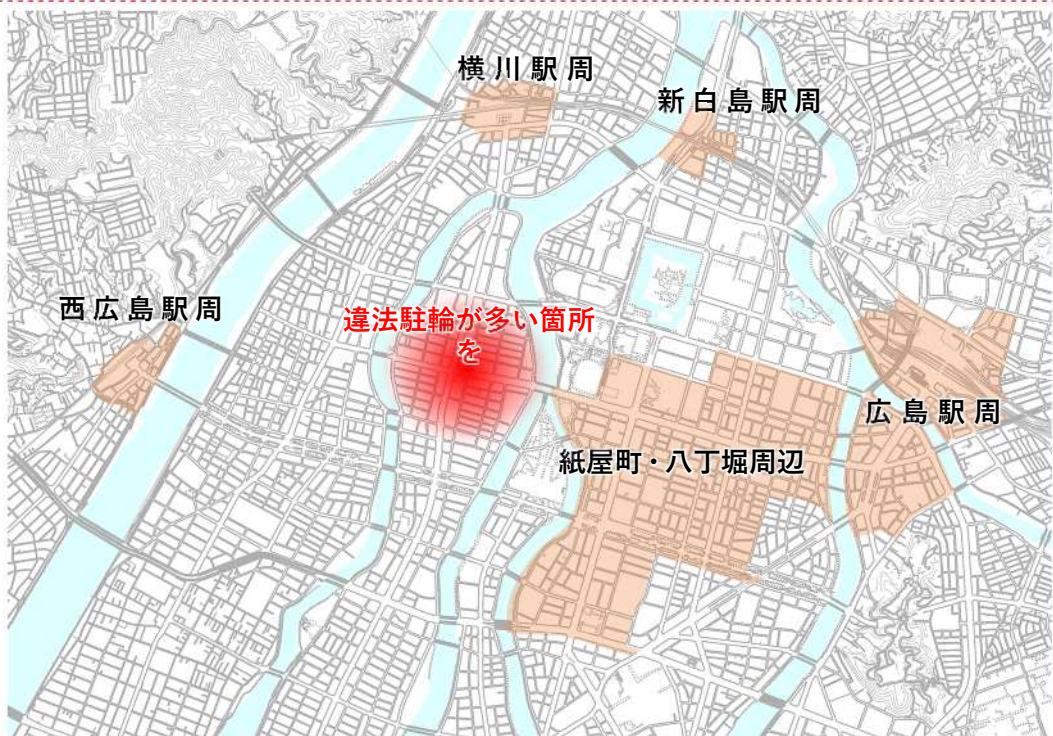 横川駅周
新白島駅周
西広島駅周
違法駐輪が多い箇所
を
広島駅周
紙屋町・八丁堀周辺